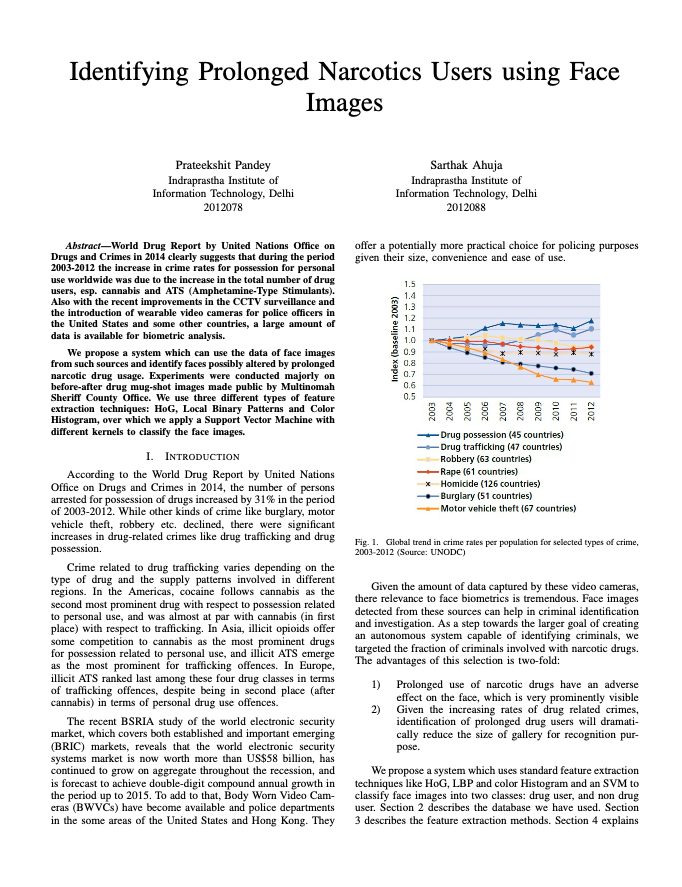 Identifying Prolonged Narcotics Users using Face
Images
Prateekshit Pandey
Indraprastha Institute of
Information Technology, Delhi
2012078
Sarthak Ahuja
Indraprastha Institute of
Information Technology, Delhi
2012088
Abstract—World Drug Report by United Nations Office on
Drugs and Crimes in 2014 clearly suggests that during the period
2003-2012 the increase in crime rates for possession for personal
use worldwide was due to the increase in the total number of drug
users, esp. cannabis and ATS (Amphetamine-Type Stimulants).
Also with the recent improvements in the CCTV surveillance and
the introduction of wearable video cameras for police officers in
the United States and some other countries, a large amount of
data is available for biometric analysis.
We propose a system which can use the data of face images
from such sources and identify faces possibly altered by prolonged
narcotic drug usage. Experiments were conducted majorly on
before-after drug mug-shot images made public by Multinomah
Sheriff County Office. We use three different types of feature
extraction techniques: HoG, Local Binary Patterns and Color
Histogram, over which we apply a Support Vector Machine with
different kernels to classify the face images.
I. Introduction
According to the World Drug Report by United Nations
Office on Drugs and Crimes in 2014, the number of persons
arrested for possession of drugs increased by 31% in the period
of 2003-2012. While other kinds of crime like burglary, motor
vehicle theft, robbery etc. declined, there were significant
increases in drug-related crimes like drug trafficking and drug
possession.
Crime related to drug trafficking varies depending on the
type of drug and the supply patterns involved in different
regions. In the Americas, cocaine follows cannabis as the
second most prominent drug with respect to possession related
to personal use, and was almost at par with cannabis (in first
place) with respect to trafficking. In Asia, illicit opioids offer
some competition to cannabis as the most prominent drugs
for possession related to personal use, and illicit ATS emerge
as the most prominent for trafficking offences. In Europe,
illicit ATS ranked last among these four drug classes in terms
of trafficking offences, despite being in second place (after
cannabis) in terms of personal drug use offences.
The recent BSRIA study of the world electronic security
market, which covers both established and important emerging
(BRIC) markets, reveals that the world electronic security
systems market is now worth more than US$58 billion, has
continued to grow on aggregate throughout the recession, and
is forecast to achieve double-digit compound annual growth in
the period up to 2015. To add to that, Body Worn Video Cam-
eras (BWVCs) have become available and police departments
in the some areas of the United States and Hong Kong. They
offer a potentially more practical choice for policing purposes
given their size, convenience and ease of use.
Index (baseline 2003)
1.5
1.4
1.3
1.2
1.1
1.0
0.9
0.8
0.7
0.6
0.5
2003
2004
2005
2006
2007
2008
2009
2010
2011
2012
Drug possession (45 countries)
Drug trafficking (47 countries)
Robbery (63 countries)
Rape (61 countries)
Homicide (126 countries)
Burglary (51 countries)
Motor vehicle theft (67 countries)
Fig. 1. Global trend in crime rates per population for selected types of crime,
2003-2012 (Source: UNODC)
Given the amount of data captured by these video cameras,
there relevance to face biometrics is tremendous. Face images
detected from these sources can help in criminal identification
and investigation. As a step towards the larger goal of creating
an autonomous system capable of identifying criminals, we
targeted the fraction of criminals involved with narcotic drugs.
The advantages of this selection is two-fold:
1) Prolonged use of narcotic drugs have an adverse
effect on the face, which is very prominently visible
2) Given the increasing rates of drug related crimes,
identification of prolonged drug users will dramati-
cally reduce the size of gallery for recognition pur-
pose.
We propose a system which uses standard feature extraction
techniques like HoG, LBP and color Histogram and an SVM to
classify face images into two classes: drug user, and non drug
user. Section 2 describes the database we have used. Section
3 describes the feature extraction methods. Section 4 explains